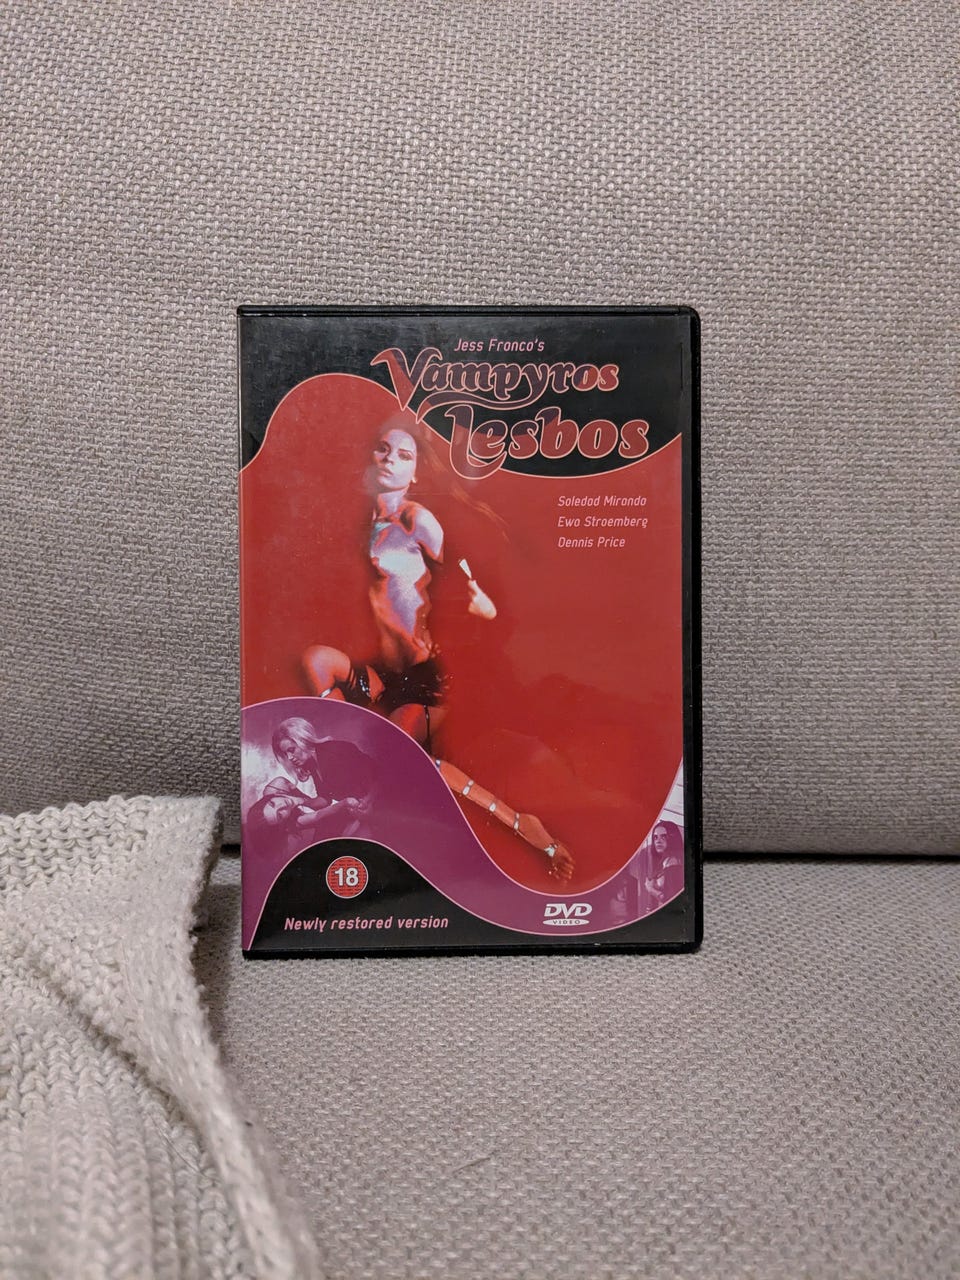 Jess Franco's
Vampyros
Lesbos
Soledad Miranda
Ewa Stroemberg
Dennis Price
18
Newly restored version
DVD
VIDEO